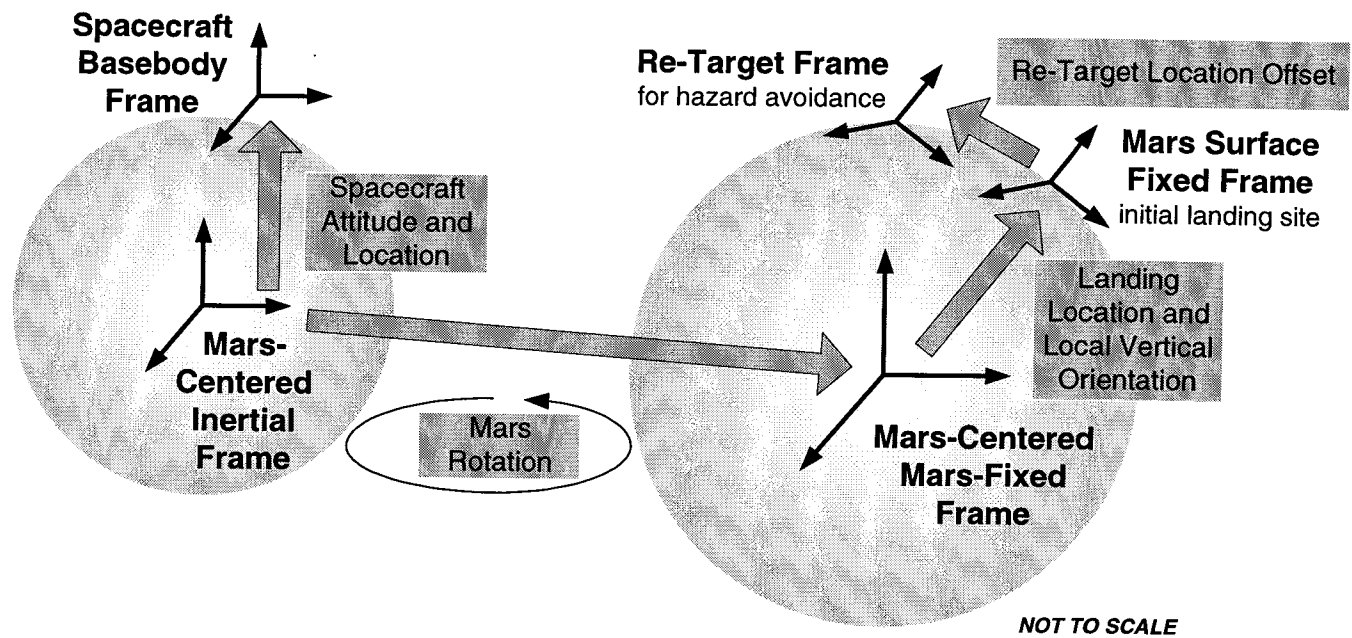 Spacecraft
Basebody
Frame
Spacecraft
Attitude and
Location
Mars-
Centered
Inertial
Frame
Mars
Rotation
Re-Target Frame
for hazard avoidance
Re-Target Location Offset
Mars Surface
Fixed Frame
initial landing site
Landing
Location and
Local Vertical
Orientation
Mars-Centered
Mars-Fixed
Frame
NOT TO SCALE